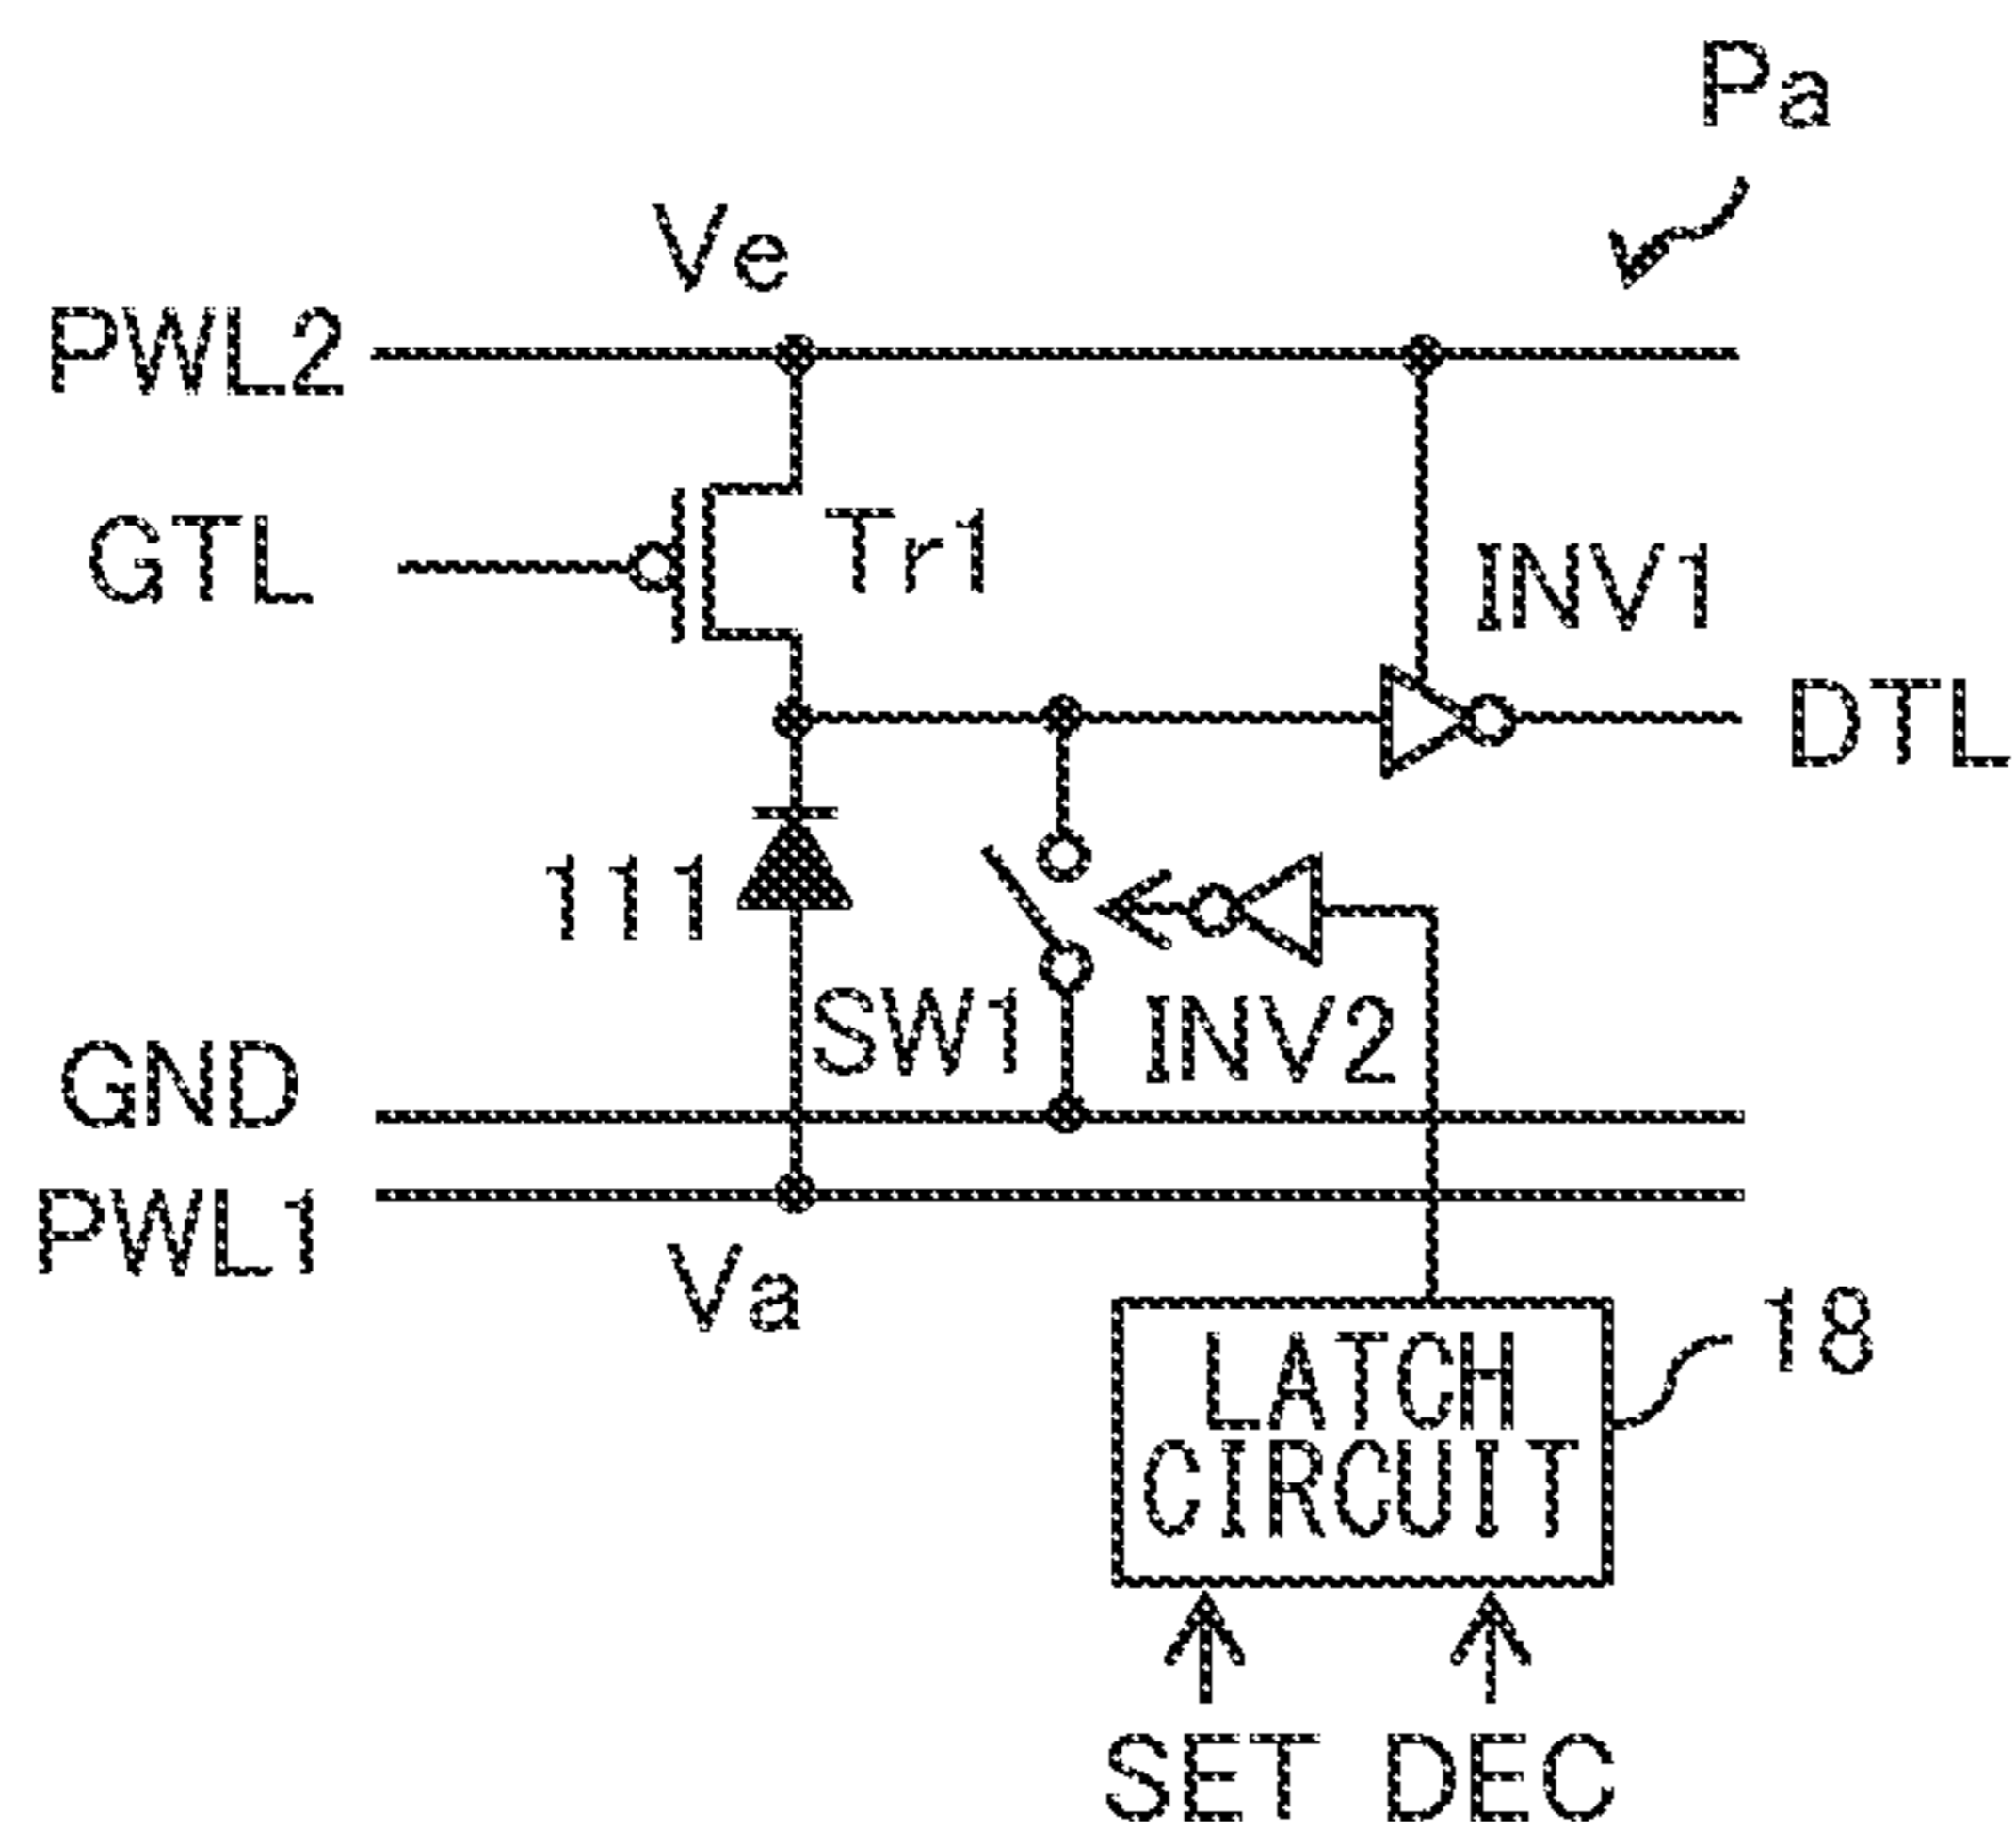 Pa
Ve
PWL2
GTL
Tr1
INV1
DTL
111
SW1
INV2
GND
PWL1
Va
LATCH
CIRCUIT
18
SET DEC